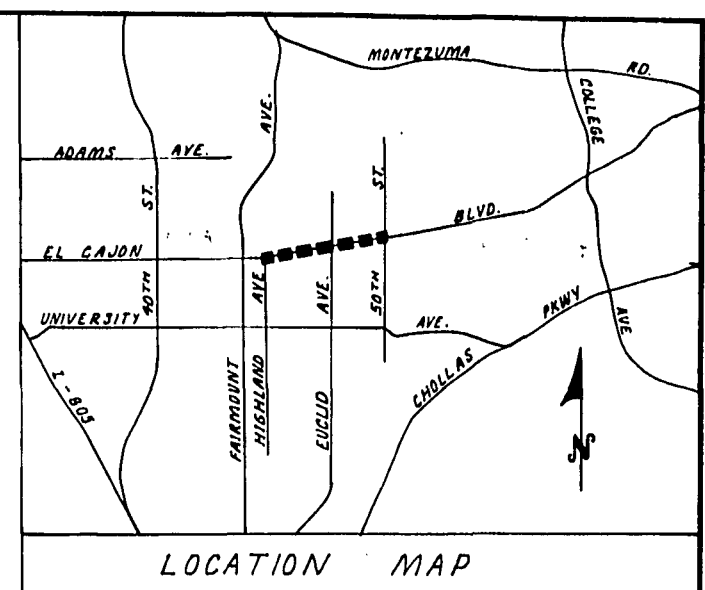 MONTEZUMA RD.
COLLEGE AVE
AVE.
ADAMS AVE.
40TH ST.
50TH ST.
EL CAJON BLVD.
UNIVERSITY AVE.
HIGHLAND AVE
EUCLID AVE.
FAIRMOUNT
CHOLLAS PKWY
I-805
N
LOCATION MAP